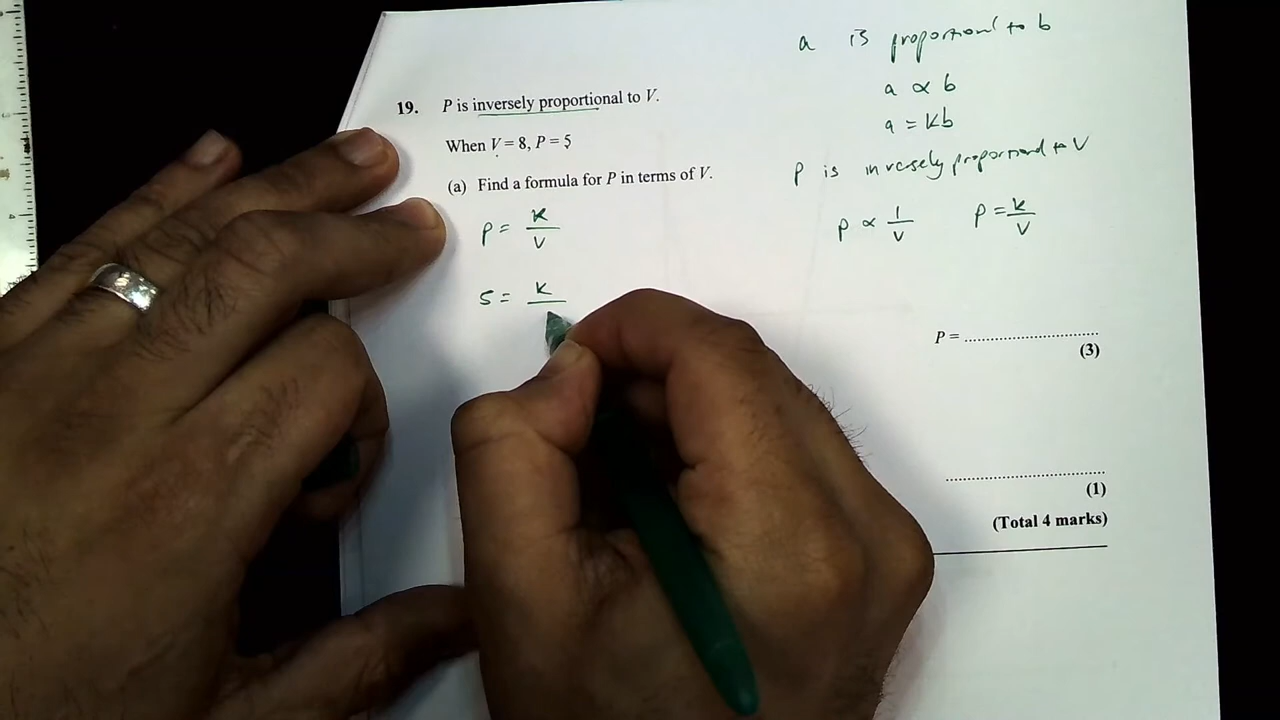 a is proportional to b
a ∝ b
a = kb
19. P is inversely proportional to V.
When V = 8, P = 5
(a) Find a formula for P in terms of V.
P is inversely proportional to V
P ∝ 1/V P = k/V
P = k/V
5 = k
P = ..............................
(3)
..............................
(1)
(Total 4 marks)